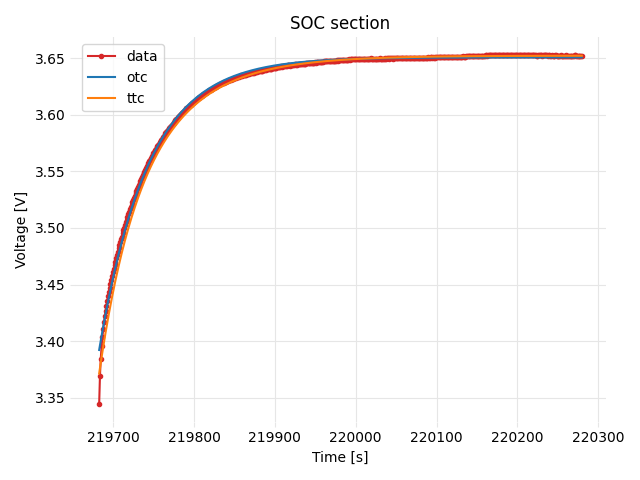 SOC section
data
otc
ttc
Voltage [V]
3.65
3.60
3.55
3.50
3.45
3.40
3.35
219700 219800 219900 220000 220100 220200 220300
Time [s]